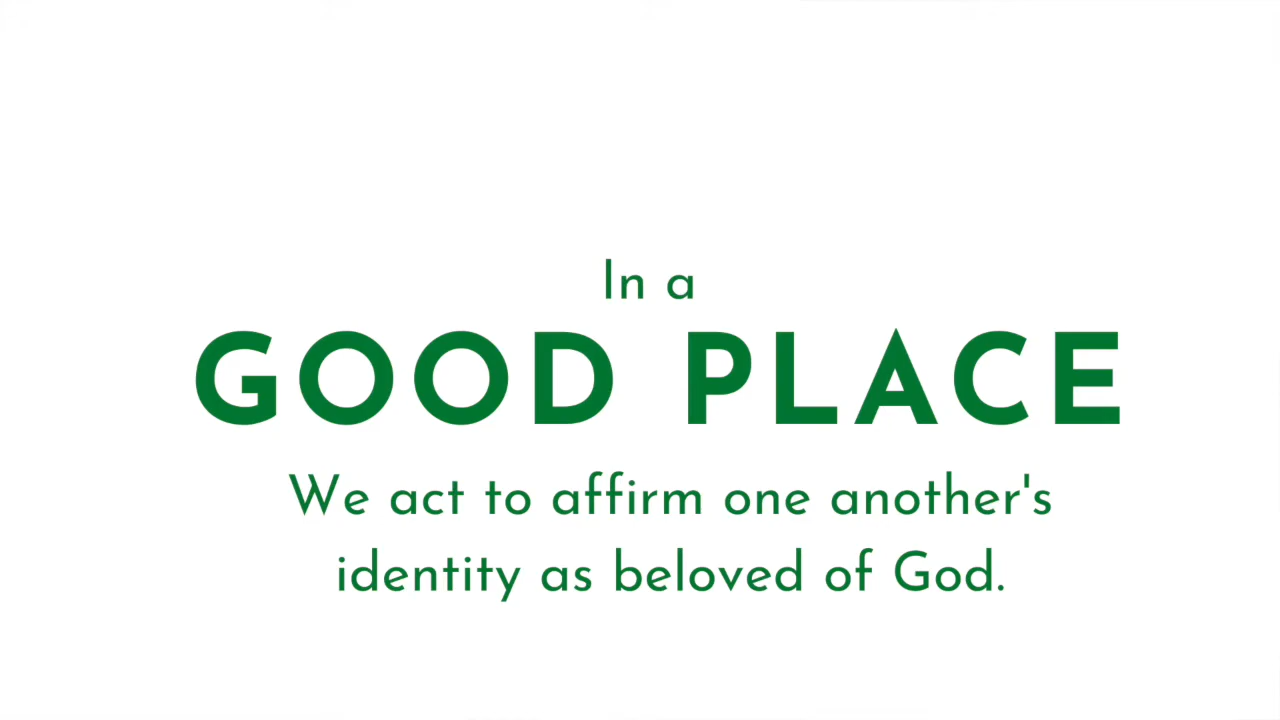 In a
GOOD PLACE
We act to affirm one another's
identity as beloved of God.